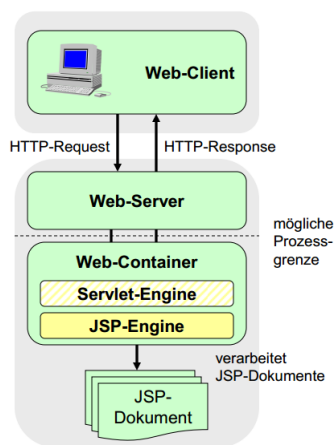 Web-Client
HTTP-Request
HTTP-Response
Web-Server
mögliche
Prozess-
grenze
Web-Container
Servlet-Engine
JSP-Engine
verarbeitet
JSP-Dokumente
JSP-
Dokument